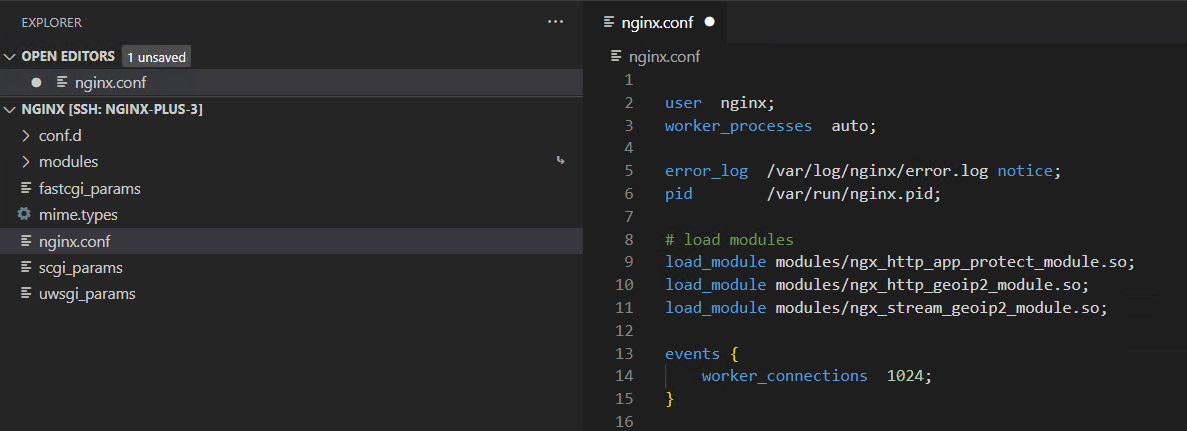 EXPLORER
OPEN EDITORS 1 unsaved
nginx.conf
NGINX [SSH: NGINX-PLUS-3]
conf.d
modules
fastcgi_params
mime.types
nginx.conf
scgi_params
uwsgi_params
nginx.conf
nginx.conf
1
2 user  nginx;
3 worker_processes  auto;
4
5 error_log  /var/log/nginx/error.log notice;
6 pid        /var/run/nginx.pid;
7
8 # load modules
9 load_module modules/ngx_http_app_protect_module.so;
10 load_module modules/ngx_http_geoip2_module.so;
11 load_module modules/ngx_stream_geoip2_module.so;
12
13 events {
14     worker_connections  1024;
15 }
16